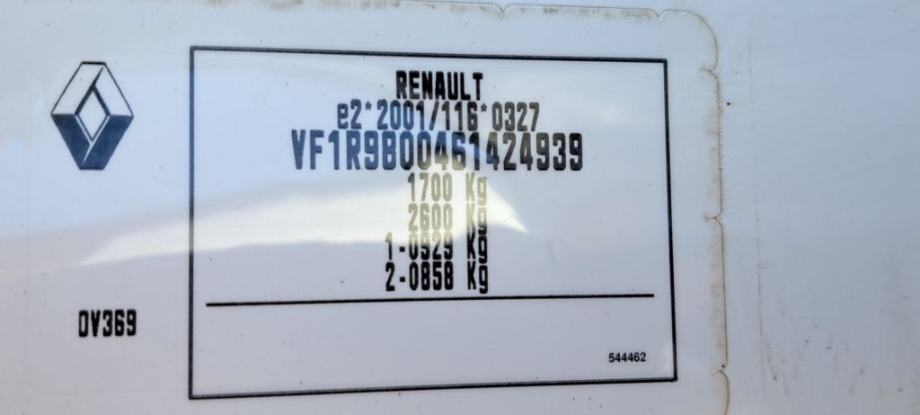 RENAULT
e2*2001/116*0327
VF1R9800461424939
1700 Kg
2600 Kg
1-0929 Kg
2-0858 Kg
DV369
544462